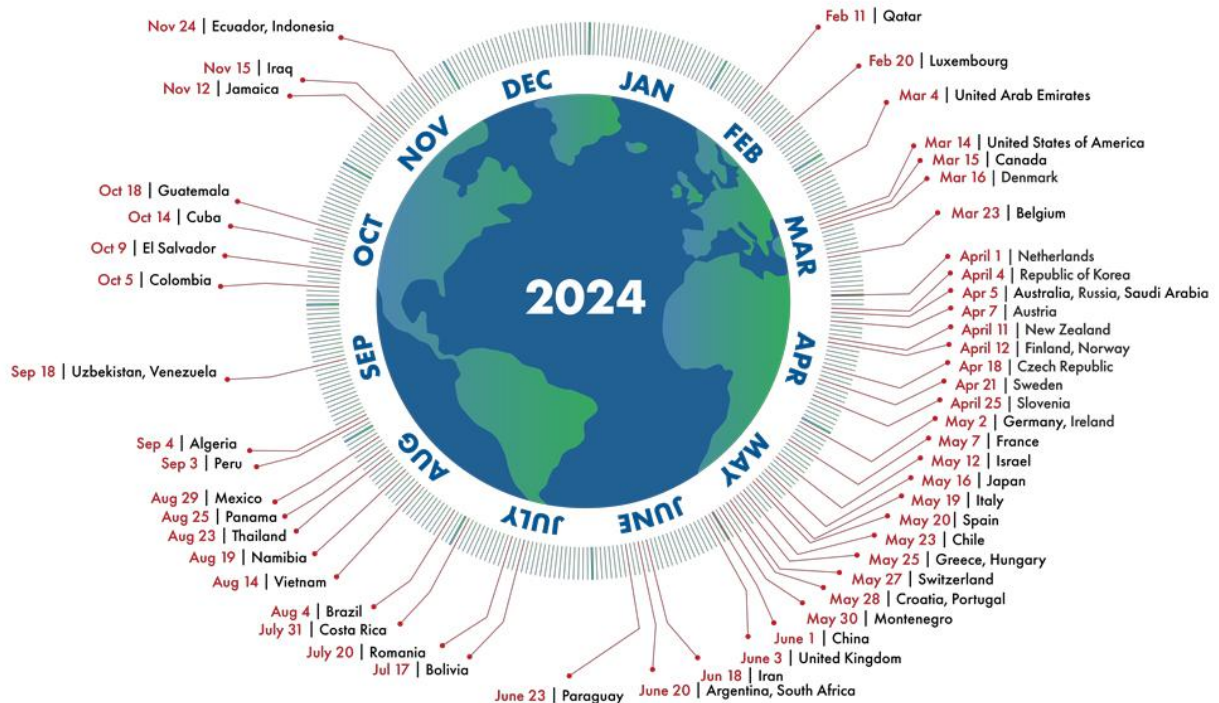 2024
JAN
FEB
MAR
APR
MAY
JUNE
JULY
AUG
SEP
OCT
NOV
DEC
Feb 11 | Qatar
Feb 20 | Luxembourg
Mar 4 | United Arab Emirates
Mar 14 | United States of America
Mar 15 | Canada
Mar 16 | Denmark
Mar 23 | Belgium
April 1 | Netherlands
April 4 | Republic of Korea
Apr 5 | Australia, Russia, Saudi Arabia
Apr 7 | Austria
April 11 | New Zealand
April 12 | Finland, Norway
Apr 18 | Czech Republic
Apr 21 | Sweden
April 25 | Slovenia
May 2 | Germany, Ireland
May 7 | France
May 12 | Israel
May 16 | Japan
May 19 | Italy
May 20 | Spain
May 23 | Chile
May 25 | Greece, Hungary
May 27 | Switzerland
May 28 | Croatia, Portugal
May 30 | Montenegro
June 1 | China
June 3 | United Kingdom
Jun 18 | Iran
June 20 | Argentina, South Africa
June 23 | Paraguay
Jul 17 | Bolivia
July 20 | Romania
July 31 | Costa Rica
Aug 4 | Brazil
Aug 14 | Vietnam
Aug 19 | Namibia
Aug 23 | Thailand
Aug 25 | Panama
Aug 29 | Mexico
Sep 3 | Peru
Sep 4 | Algeria
Sep 18 | Uzbekistan, Venezuela
Oct 5 | Colombia
Oct 9 | El Salvador
Oct 14 | Cuba
Oct 18 | Guatemala
Nov 12 | Jamaica
Nov 15 | Iraq
Nov 24 | Ecuador, Indonesia